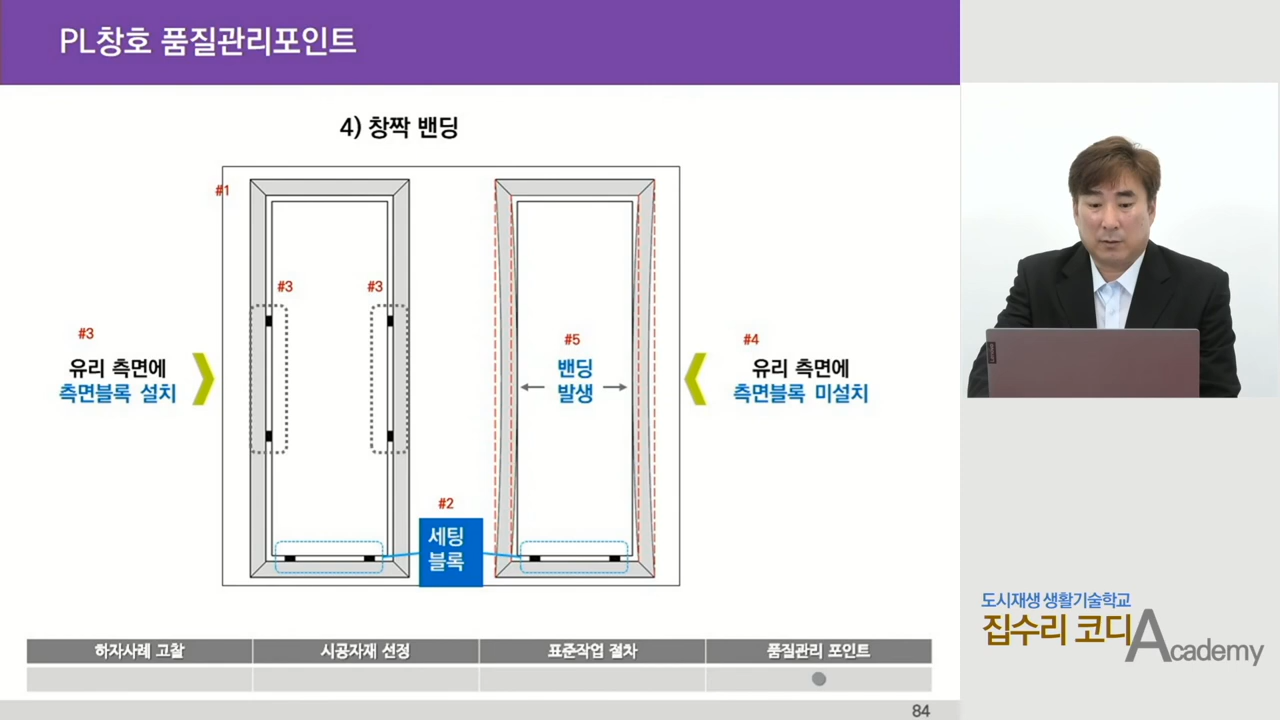 PL창호 품질관리포인트
4) 창짝 밴딩
#1
#3
#3
#3
유리 측면에
측면블록 설치
#5
밴딩
발생
#4
유리 측면에
측면블록 미설치
#2
세팅
블록
하자사례 고찰
시공자재 선정
표준작업 절차
품질관리 포인트
84
도시재생 생활기술학교
집수리 코디 Academy
Lenovo